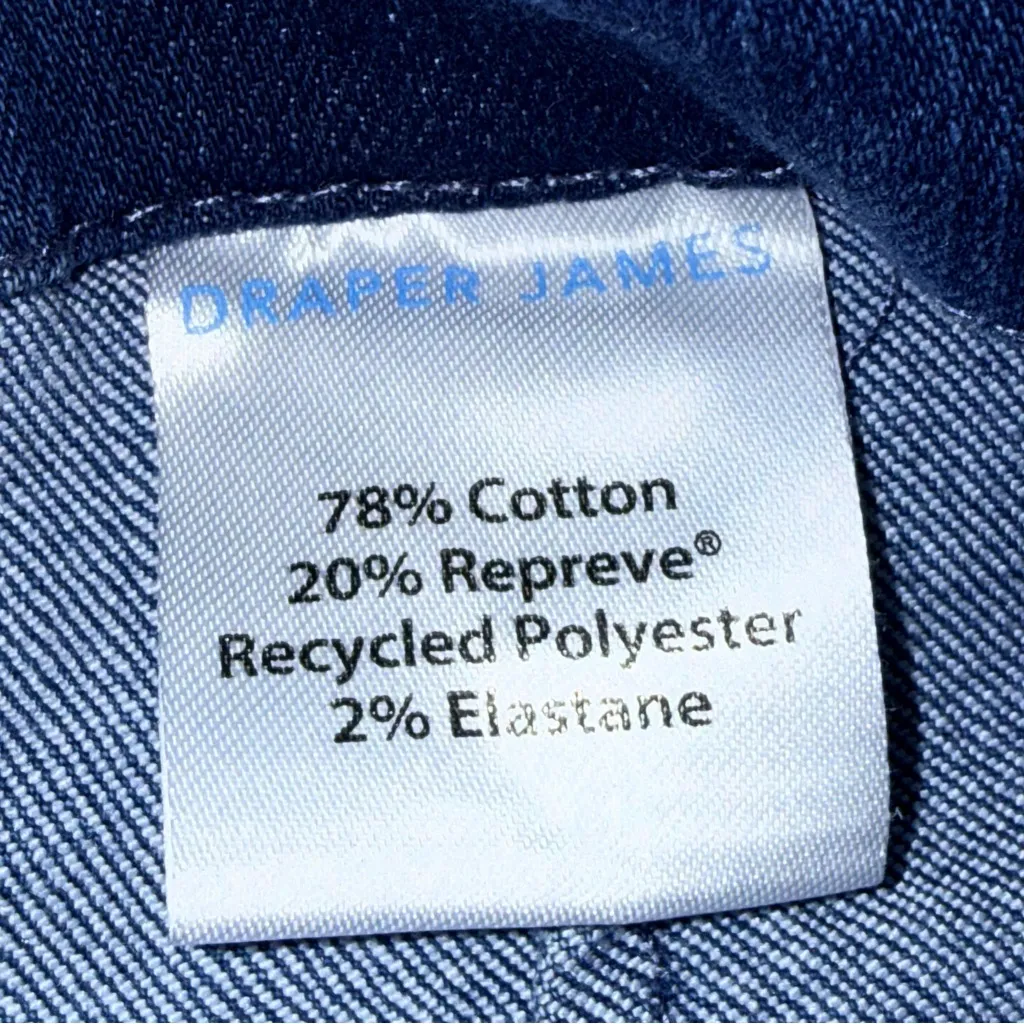 DRAPER JAMES
78% Cotton
20% Repreve®
Recycled Polyester
2% Elastane